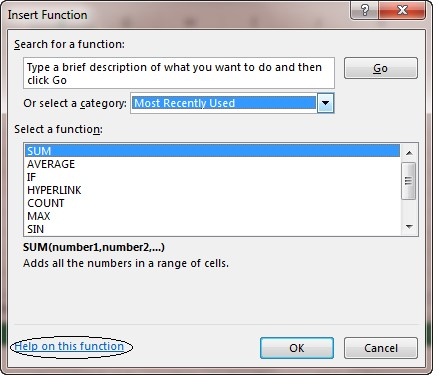 Insert Function
?
Search for a function:
Type a brief description of what you want to do and then
click Go
Go
Or select a category: Most Recently Used
Select a function:
SUM
AVERAGE
IF
HYPERLINK
COUNT
MAX
SIN
SUM(number1,number2,...)
Adds all the numbers in a range of cells.
Help on this function
OK
Cancel